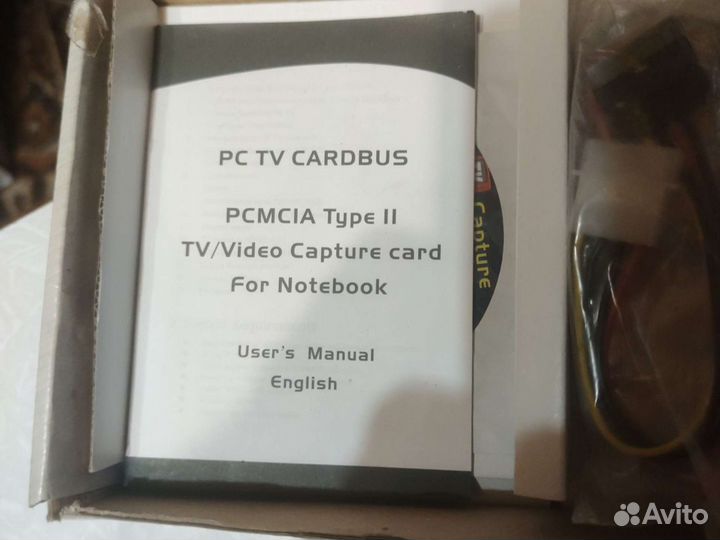 PC TV CARDBUS
PCMCIA Type II
TV/Video Capture card
For Notebook
User's Manual
English
Capture
Avito